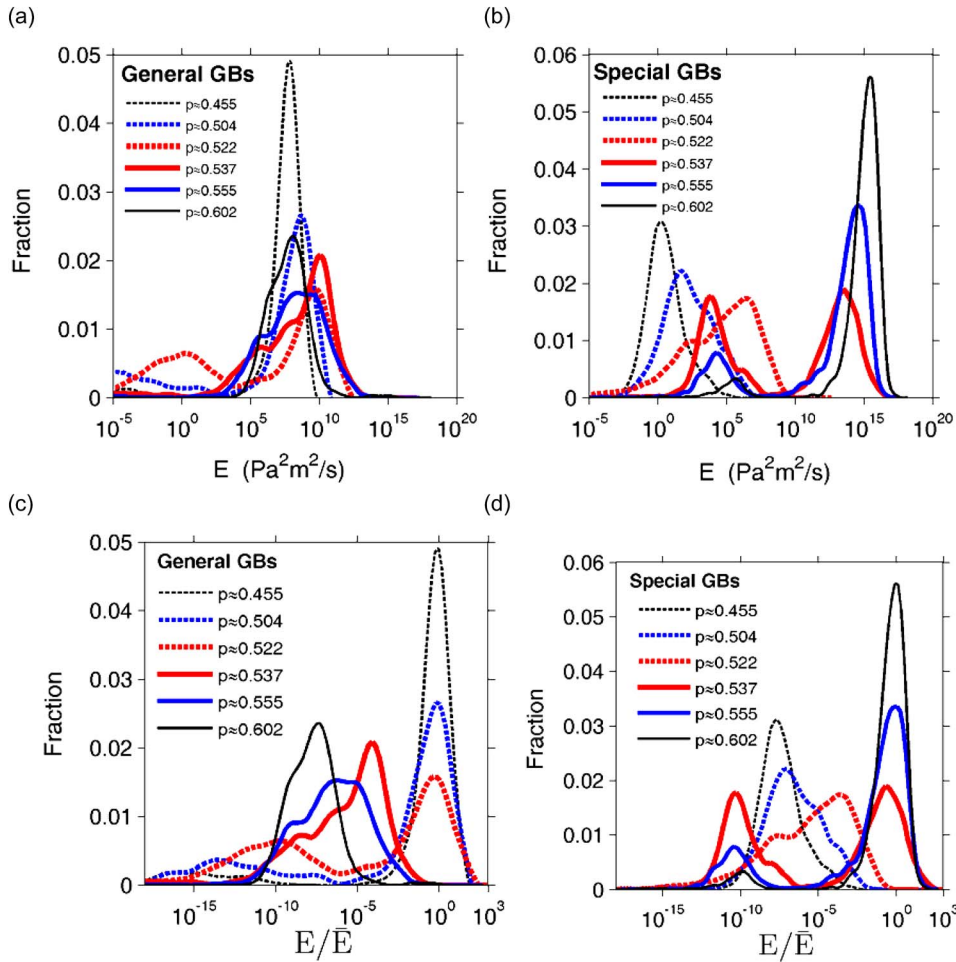 (a)
General GBs
p≈0.455
p≈0.504
p≈0.522
p≈0.537
p≈0.555
p≈0.602
Fraction
0.05
0.04
0.03
0.02
0.01
0
10^-5 10^0 10^5 10^10 10^15 10^20
E (Pa^2m^2/s)
(b)
Special GBs
p≈0.455
p≈0.504
p≈0.522
p≈0.537
p≈0.555
p≈0.602
Fraction
0.06
0.05
0.04
0.03
0.02
0.01
0
10^-5 10^0 10^5 10^10 10^15 10^20
E (Pa^2m^2/s)
(c)
General GBs
p≈0.455
p≈0.504
p≈0.522
p≈0.537
p≈0.555
p≈0.602
Fraction
0.05
0.04
0.03
0.02
0.01
0
10^-15 10^-10 10^-5 10^0 10^3
E/Ē
(d)
Special GBs
p≈0.455
p≈0.504
p≈0.522
p≈0.537
p≈0.555
p≈0.602
Fraction
0.06
0.05
0.04
0.03
0.02
0.01
0
10^-15 10^-10 10^-5 10^0 10^3
E/Ē